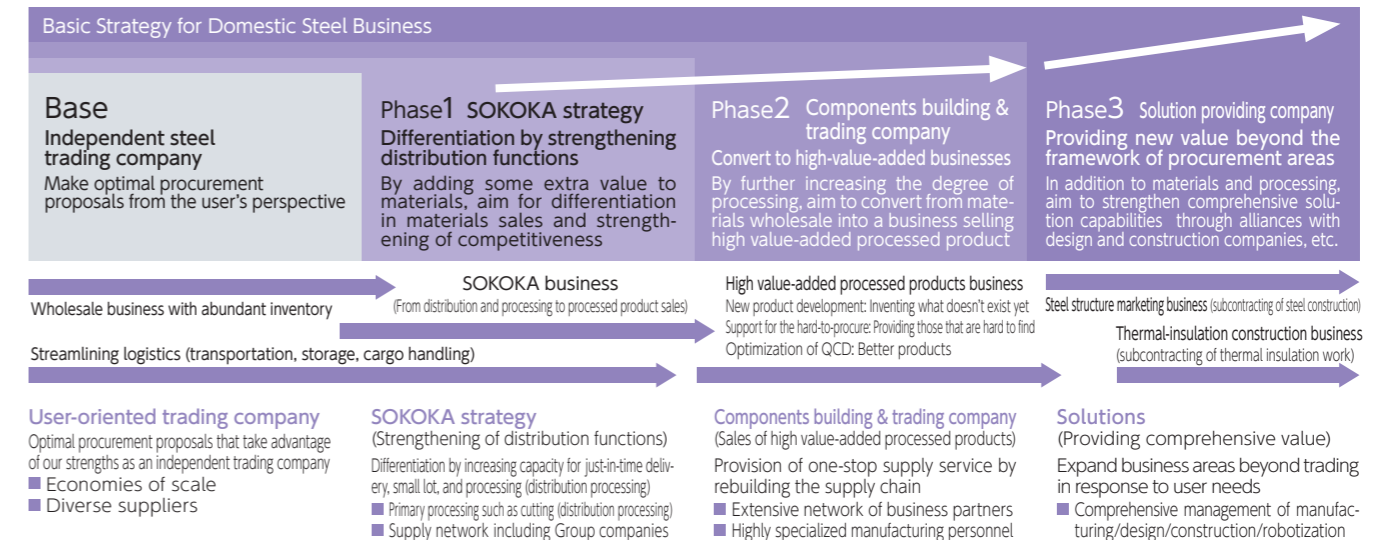 Basic Strategy for Domestic Steel Business
Base
Independent steel
trading company
Make optimal procurement
proposals from the user's perspective
Phase1 SOKOKA strategy
Differentiation by strengthening
distribution functions
By adding some extra value to
materials, aim for differentiation
in materials sales and strength-
ening of competitiveness
Phase2 Components building &
trading company
Convert to high-value-added businesses
By further increasing the degree of
processing, aim to convert from mate-
rials wholesale into a business selling
high value-added processed product
Phase3 Solution providing company
Providing new value beyond the
framework of procurement areas
In addition to materials and processing,
aim to strengthen comprehensive solu-
tion capabilities through alliances with
design and construction companies, etc.
Wholesale business with abundant inventory
SOKOKA business
(From distribution and processing to processed product sales)
Streamlining logistics (transportation, storage, cargo handling)
High value-added processed products business
New product development: Inventing what doesn't exist yet
Support for the hard-to-procure: Providing those that are hard to find
Optimization of QCD: Better products
Steel structure marketing business (subcontracting of steel construction)
Thermal-insulation construction business
(subcontracting of thermal insulation work)
User-oriented trading company
Optimal procurement proposals that take advantage
of our strengths as an independent trading company
■ Economies of scale
■ Diverse suppliers
SOKOKA strategy
(Strengthening of distribution functions)
Differentiation by increasing capacity for just-in-time deliv-
ery, small lot, and processing (distribution processing)
■ Primary processing such as cutting (distribution processing)
■ Supply network including Group companies
Components building & trading company
(Sales of high value-added processed products)
Provision of one-stop supply service by
rebuilding the supply chain
■ Extensive network of business partners
■ Highly specialized manufacturing personnel
Solutions
(Providing comprehensive value)
Expand business areas beyond trading
in response to user needs
■ Comprehensive management of manufac-
turing/design/construction/robotization